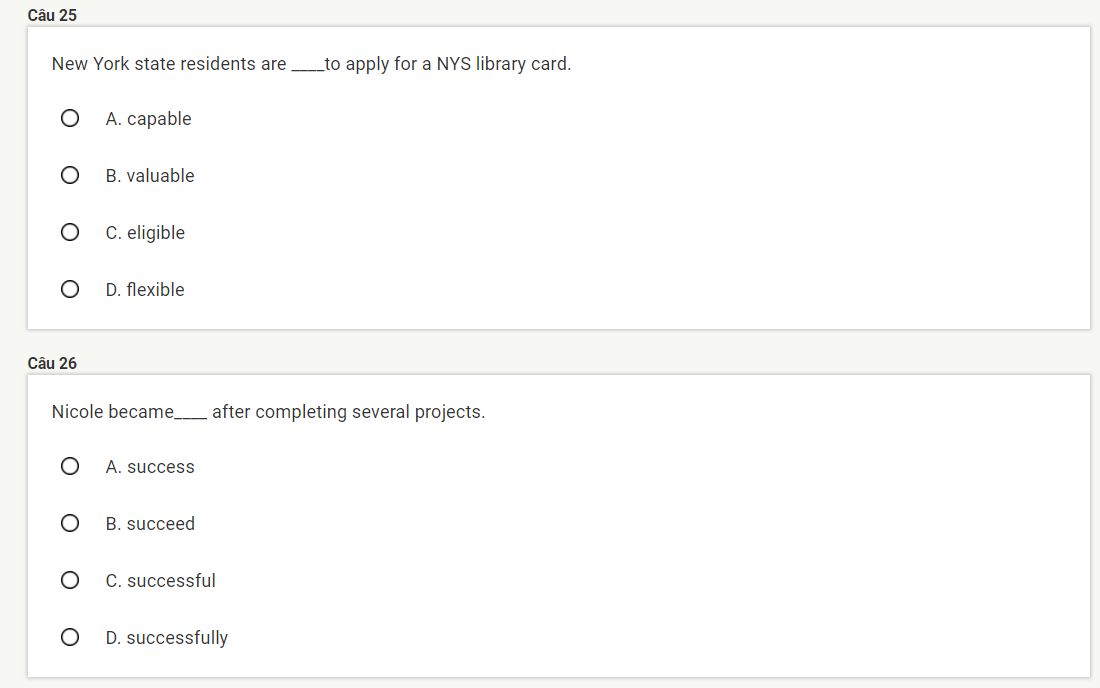 Câu 25
New York state residents are ____to apply for a NYS library card.
A. capable
B. valuable
C. eligible
D. flexible
Câu 26
Nicole became____ after completing several projects.
A. success
B. succeed
C. successful
D. successfully